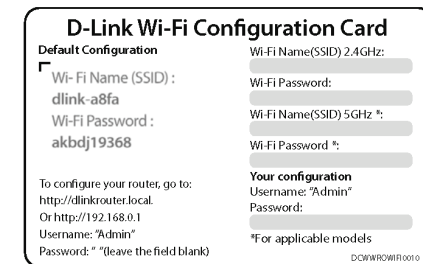 D-Link Wi-Fi Configuration Card
Default Configuration
Wi- Fi Name (SSID) :
dlink-a8fa
Wi-Fi Password :
akbdj19368
To configure your router, go to:
http://dlinkrouter.local.
Or http://192.168.0.1
Username: "Admin"
Password: " "(leave the field blank)
Wi-Fi Name(SSID) 2.4GHz:
Wi-Fi Password:
Wi-Fi Name(SSID) 5GHz *:
Wi-Fi Password *:
Your configuration
Username: "Admin"
Password:
*For applicable models
DCWWROWIFI0010